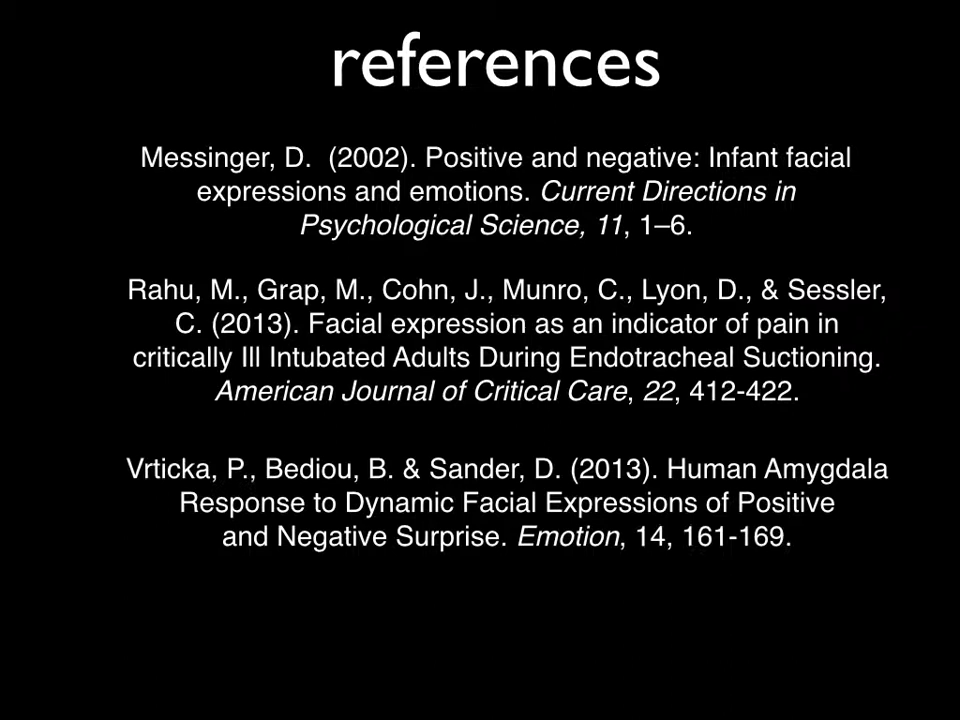 references
Messinger, D.  (2002). Positive and negative: Infant facial
expressions and emotions. Current Directions in
Psychological Science, 11, 1–6.
Rahu, M., Grap, M., Cohn, J., Munro, C., Lyon, D., & Sessler,
C. (2013). Facial expression as an indicator of pain in
critically Ill Intubated Adults During Endotracheal Suctioning.
American Journal of Critical Care, 22, 412-422.
Vrticka, P., Bediou, B. & Sander, D. (2013). Human Amygdala
Response to Dynamic Facial Expressions of Positive
and Negative Surprise. Emotion, 14, 161-169.